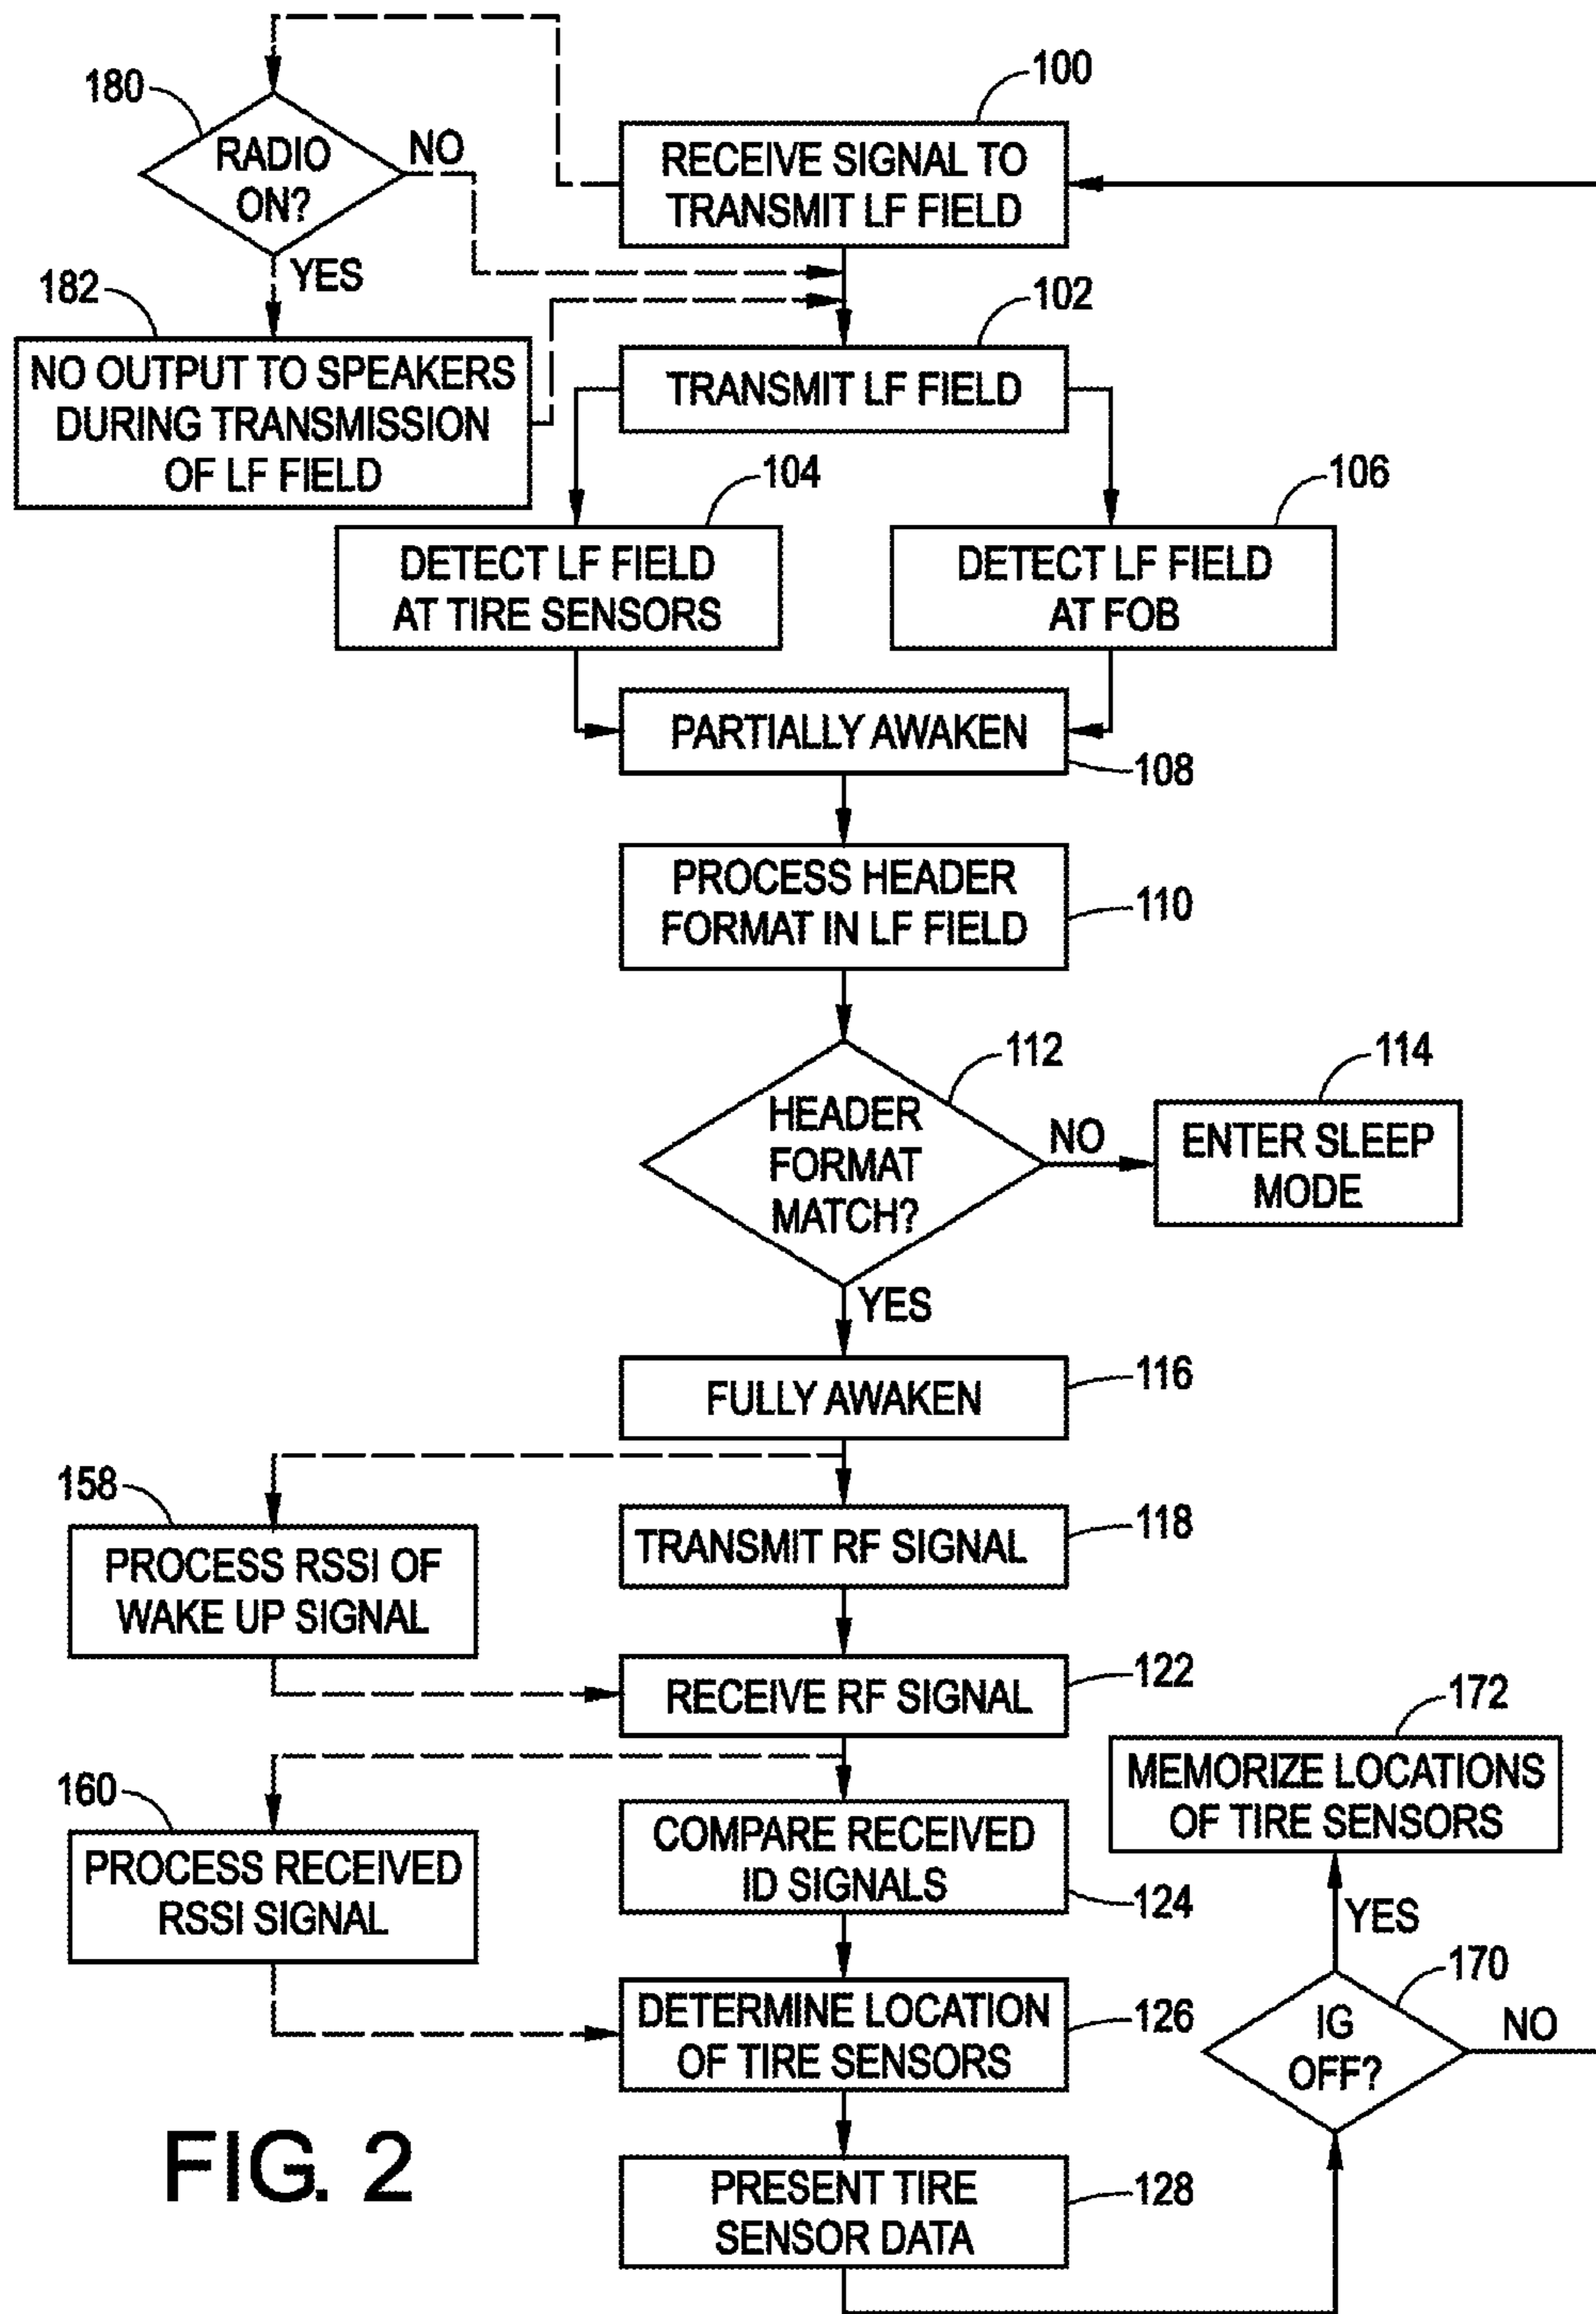 100
180
RADIO
ON?
NO
RECEIVE SIGNAL TO
TRANSMIT LF FIELD
YES
182
NO OUTPUT TO SPEAKERS
DURING TRANSMISSION
OF LF FIELD
102
TRANSMIT LF FIELD
104
106
DETECT LF FIELD
AT TIRE SENSORS
DETECT LF FIELD
AT FOB
PARTIALLY AWAKEN
108
PROCESS HEADER
FORMAT IN LF FIELD
110
112
HEADER
FORMAT
MATCH?
NO
114
ENTER SLEEP
MODE
YES
FULLY AWAKEN
116
158
PROCESS RSSI OF
WAKE UP SIGNAL
TRANSMIT RF SIGNAL
118
RECEIVE RF SIGNAL
122
172
MEMORIZE LOCATIONS
OF TIRE SENSORS
160
PROCESS RECEIVED
RSSI SIGNAL
COMPARE RECEIVED
ID SIGNALS
124
YES
170
IG
OFF?
NO
DETERMINE LOCATION
OF TIRE SENSORS
126
PRESENT TIRE
SENSOR DATA
128
FIG. 2